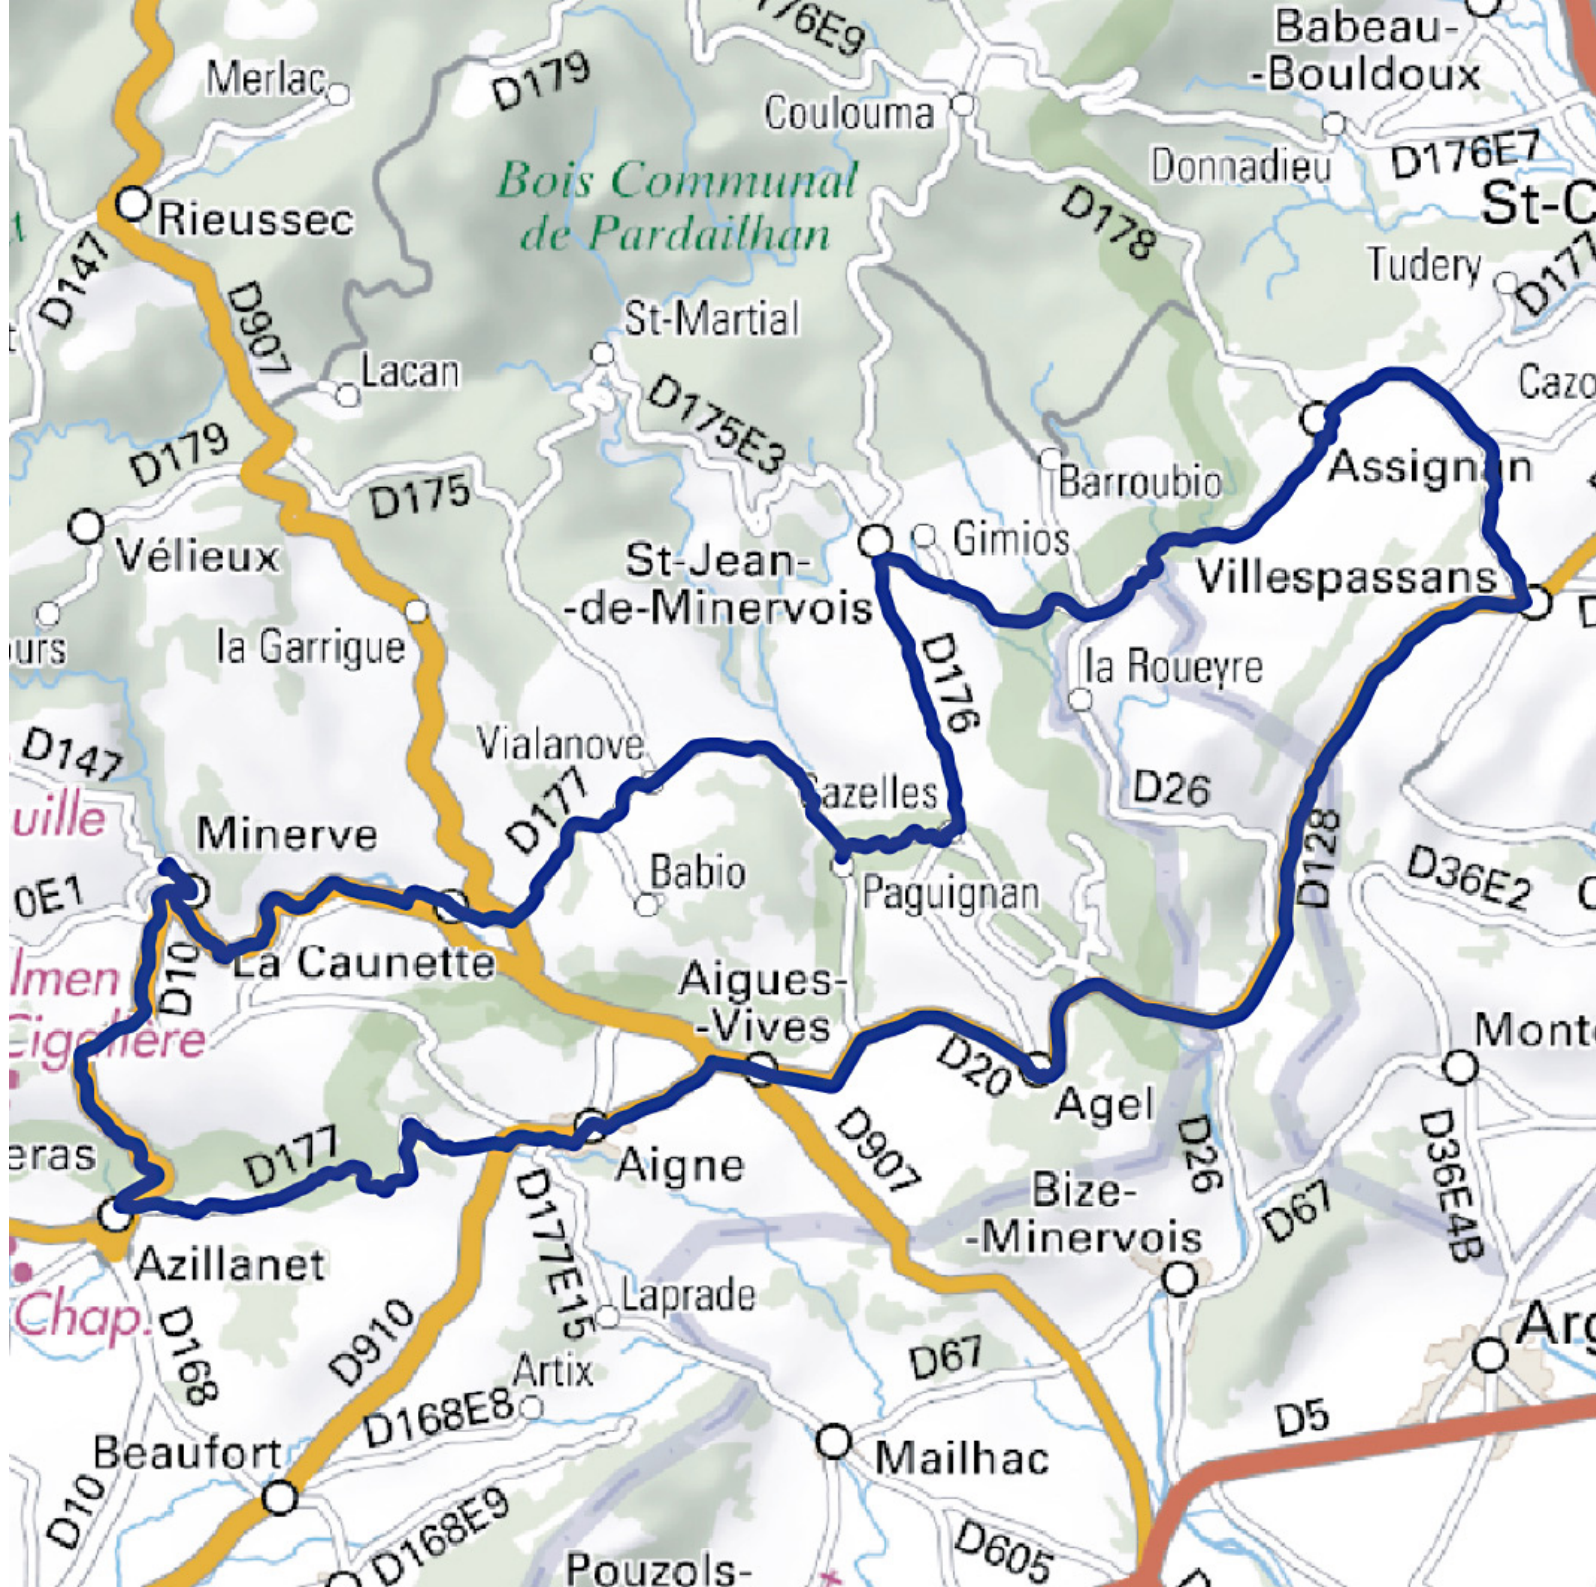 Babeau-
-Bouldoux
Merlac
D179
Coulouma
Donnadieu
D176E7
Bois Communal
de Pardailhan
Rieussec
D178
D147
D907
St-Martial
Tudery
Lacan
D175E3
D179
D175
Barroubio
Assignan
Vélieux
St-Jean-
-de-Minervois
Gimios
Villespassans
la Garrigue
D176
la Roueyre
Vialanove
D147
D177
D26
Minerve
Babio
Paguignan
D128
D36E2
0E1
D10
La Caunette
Aigues-
-Vives
D20
Agel
D907
D177
Aigne
D26
D36E4B
Bize-
-Minervois
D67
Azillanet
D177E15
Laprade
Chap.
D168
D910
D67
Artix
D168E8
D5
Beaufort
Mailhac
D10
D168E9
D605
Pouzols-